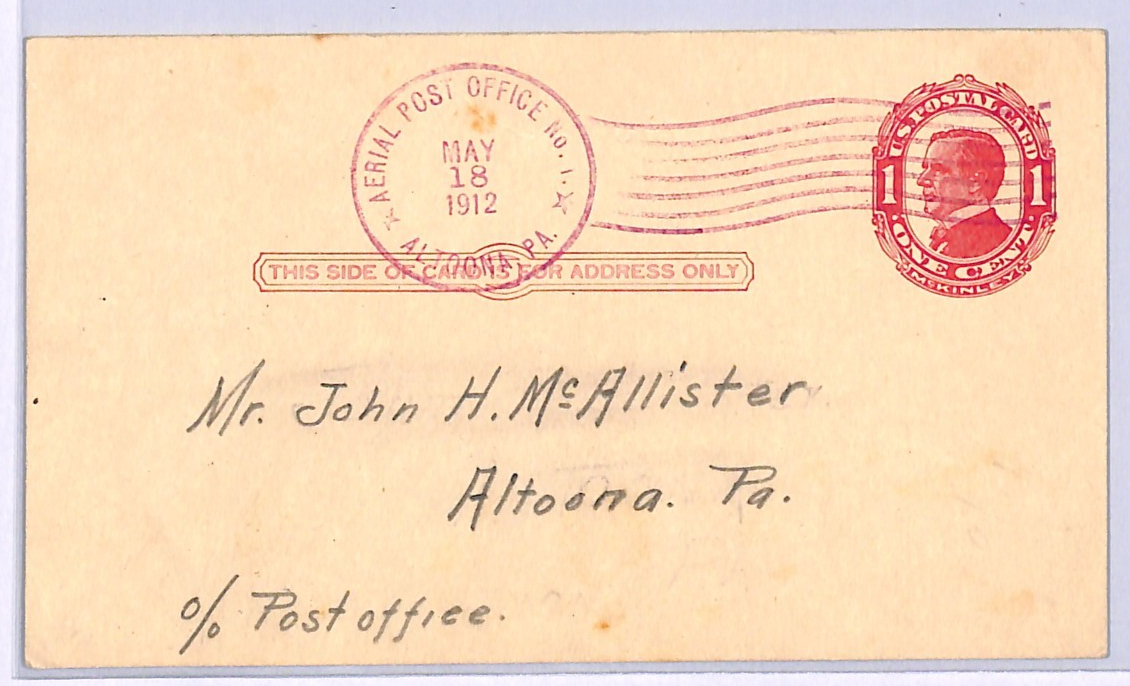 AERIAL POST OFFICE No. 1.
MAY
18
1912
ALTOONA PA.
U.S. POSTAL CARD
1 1
ONE CENT
McKINLEY
THIS SIDE OF CARD IS FOR ADDRESS ONLY
Mr. John H. McAllister
Altoona. Pa.
o/o Post office.